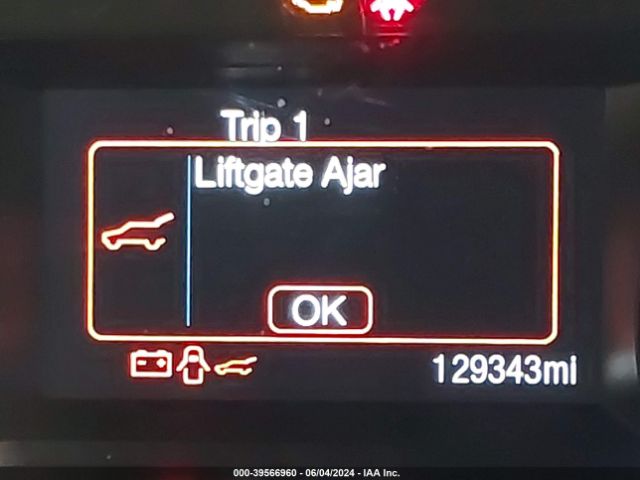 Trip 1
Liftgate Ajar
OK
129343mi
000-39566960 - 06/04/2024 - IAA Inc.